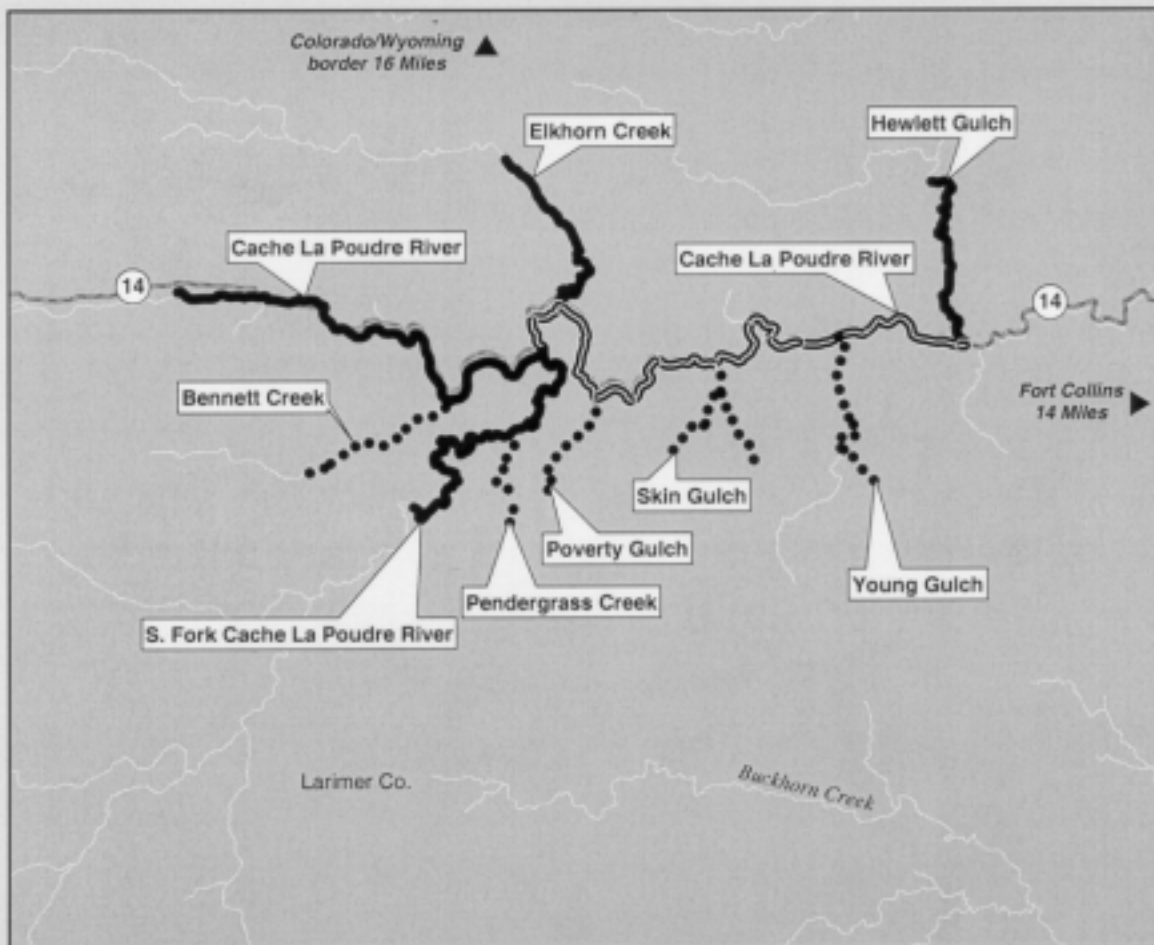 Colorado/Wyoming
border 16 Miles
Elkhorn Creek
Hewlett Gulch
Cache La Poudre River
Cache La Poudre River
14
14
Bennett Creek
Fort Collins
14 Miles
Skin Gulch
Poverty Gulch
Young Gulch
Pendergrass Creek
S. Fork Cache La Poudre River
Larimer Co.
Buckhorn Creek